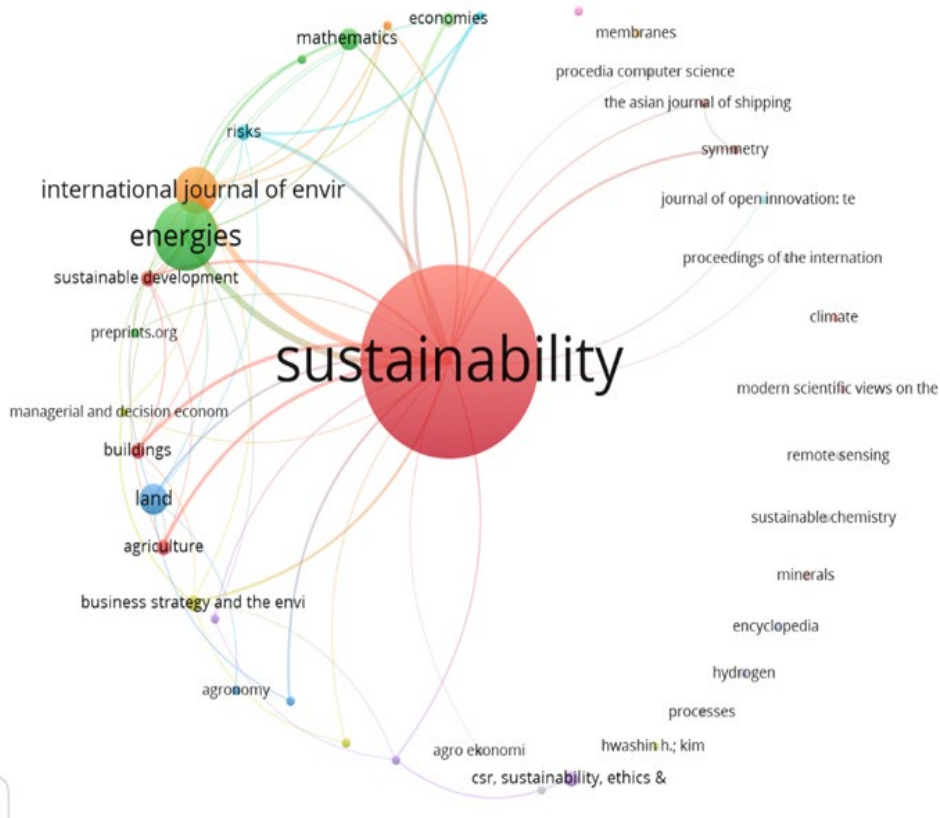 economies
mathematics
membranes
procedia computer science
the asian journal of shipping
risks
symmetry
international journal of envir
journal of open innovation: te
energies
proceedings of the internation
sustainable development
climate
preprints.org
sustainability
modern scientific views on the
managerial and decision econom
buildings
remote sensing
land
sustainable chemistry
agriculture
minerals
business strategy and the envi
encyclopedia
hydrogen
agronomy
processes
hwashin h.; kim
agro ekonomi
csr, sustainability, ethics &